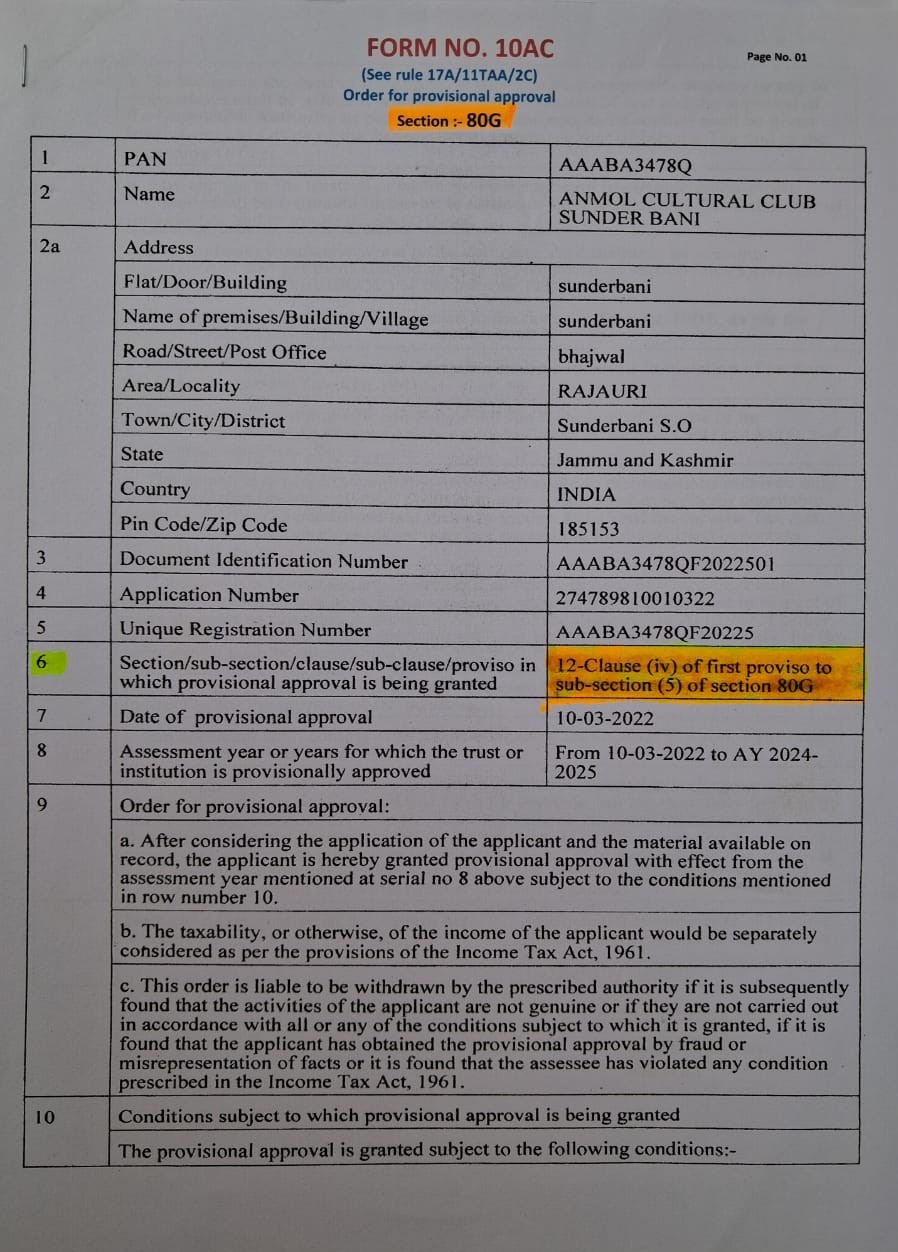 FORM NO. 10AC
Page No. 01
(See rule 17A/11TAA/2C)
Order for provisional approval
Section :- 80G
1 PAN AAABA3478Q
2 Name ANMOL CULTURAL CLUB
SUNDER BANI
2a Address
Flat/Door/Building sunderbani
Name of premises/Building/Village sunderbani
Road/Street/Post Office bhajwal
Area/Locality RAJAURI
Town/City/District Sunderbani S.O
State Jammu and Kashmir
Country INDIA
Pin Code/Zip Code 185153
3 Document Identification Number AAABA3478QF2022501
4 Application Number 274789810010322
5 Unique Registration Number AAABA3478QF20225
6 Section/sub-section/clause/sub-clause/proviso in 12-Clause (iv) of first proviso to
which provisional approval is being granted sub-section (5) of section 80G
7 Date of provisional approval 10-03-2022
8 Assessment year or years for which the trust or From 10-03-2022 to AY 2024-
institution is provisionally approved 2025
9 Order for provisional approval:
a. After considering the application of the applicant and the material available on
record, the applicant is hereby granted provisional approval with effect from the
assessment year mentioned at serial no 8 above subject to the conditions mentioned
in row number 10.
b. The taxability, or otherwise, of the income of the applicant would be separately
considered as per the provisions of the Income Tax Act, 1961.
c. This order is liable to be withdrawn by the prescribed authority if it is subsequently
found that the activities of the applicant are not genuine or if they are not carried out
in accordance with all or any of the conditions subject to which it is granted, if it is
found that the applicant has obtained the provisional approval by fraud or
misrepresentation of facts or it is found that the assessee has violated any condition
prescribed in the Income Tax Act, 1961.
10 Conditions subject to which provisional approval is being granted
The provisional approval is granted subject to the following conditions:-